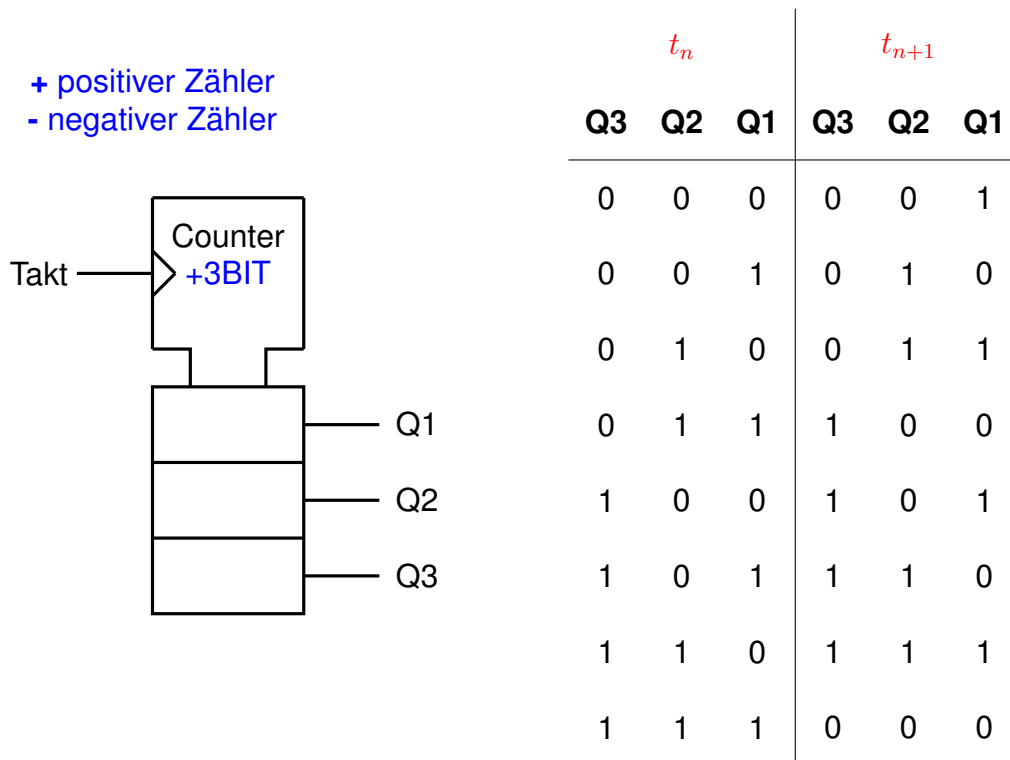 + positiver Zähler
- negativer Zähler
Counter
+3BIT
Takt
Q1
Q2
Q3
t_n t_{n+1}
Q3 Q2 Q1 Q3 Q2 Q1
0 0 0 0 0 1
0 0 1 0 1 0
0 1 0 0 1 1
0 1 1 1 0 0
1 0 0 1 0 1
1 0 1 1 1 0
1 1 0 1 1 1
1 1 1 0 0 0